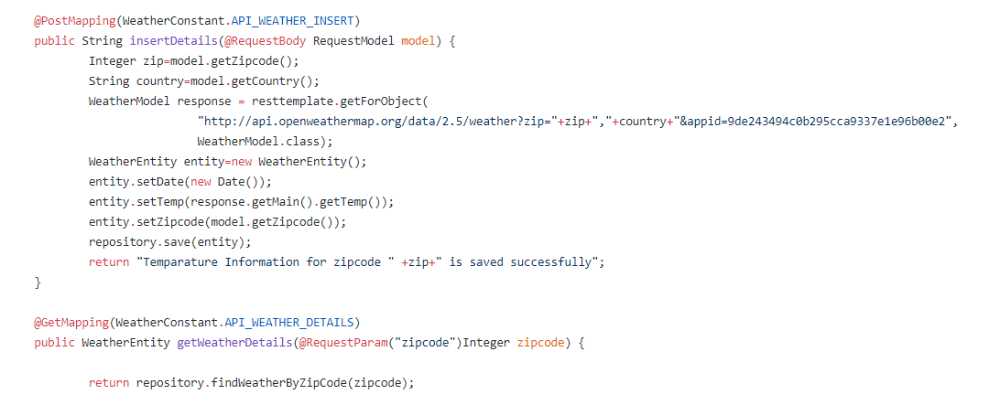 @PostMapping(WeatherConstant.API_WEATHER_INSERT)
public String insertDetails(@RequestBody RequestModel model) {
Integer zip=model.getZipcode();
String country=model.getCountry();
WeatherModel response = resttemplate.getForObject(
"http://api.openweathermap.org/data/2.5/weather?zip="+zip+","+country+"&appid=9de243494c0b295cca9337e1e96b00e2",
WeatherModel.class);
WeatherEntity entity=new WeatherEntity();
entity.setDate(new Date());
entity.setTemp(response.getMain().getTemp());
entity.setZipcode(model.getZipcode());
repository.save(entity);
return "Temparature Information for zipcode " +zip+" is saved successfully";
}
@GetMapping(WeatherConstant.API_WEATHER_DETAILS)
public WeatherEntity getWeatherDetails(@RequestParam("zipcode")Integer zipcode) {
return repository.findWeatherByZipCode(zipcode);